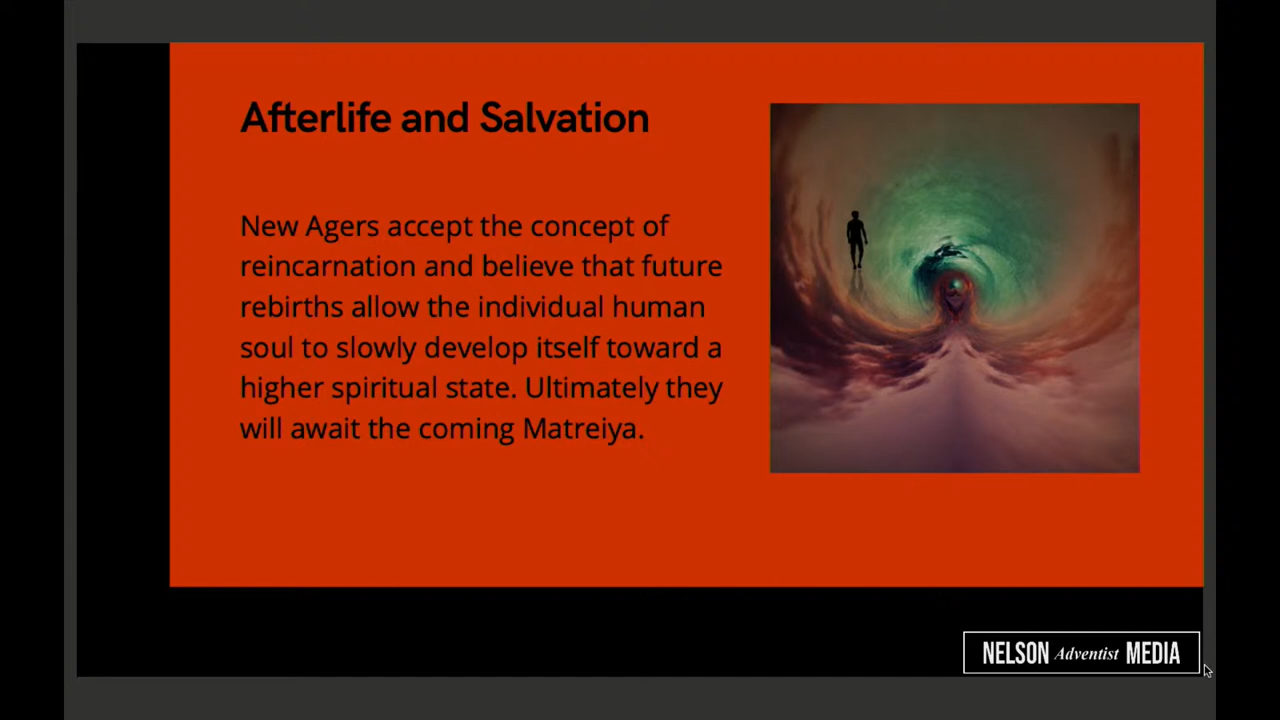 Afterlife and Salvation
New Agers accept the concept of
reincarnation and believe that future
rebirths allow the individual human
soul to slowly develop itself toward a
higher spiritual state. Ultimately they
will await the coming Matreiya.
NELSON Adventist MEDIA